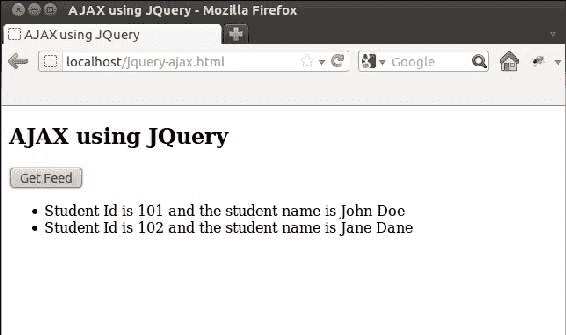 AJAX using JQuery - Mozilla Firefox
AJAX using JQuery
localhost/jquery-ajax.html
Google
AJAX using JQuery
Get Feed
Student Id is 101 and the student name is John Doe
Student Id is 102 and the student name is Jane Dane